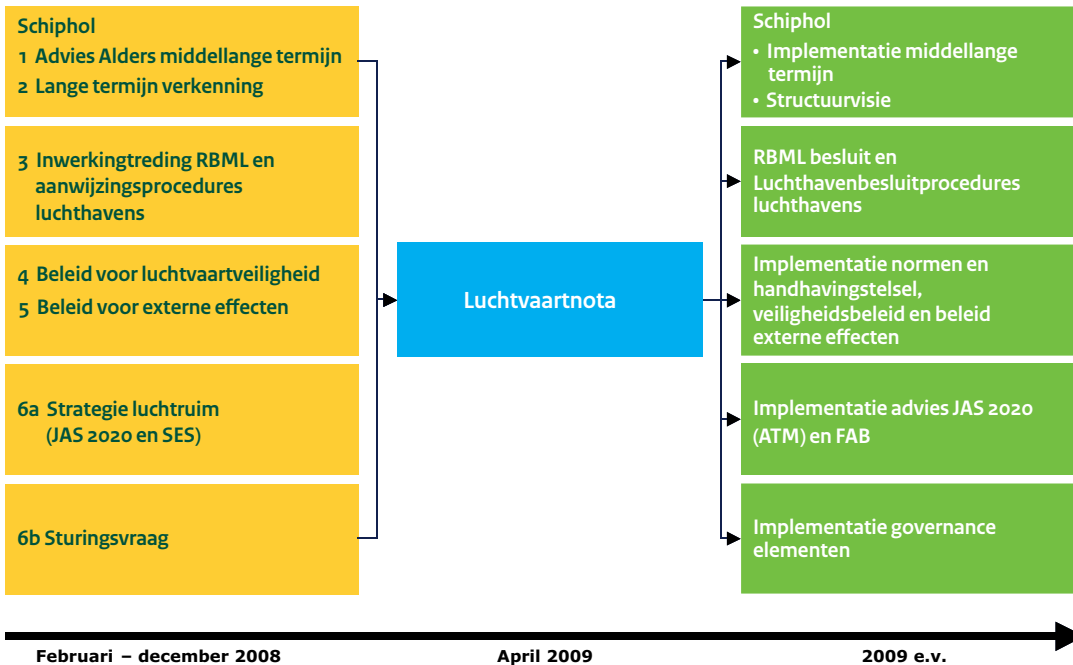 Schiphol
1 Advies Alders middellange termijn
2 Lange termijn verkenning
3 Inwerkingtreding RBML en
aanwijzingsprocedures
luchthavens
4 Beleid voor luchtvaartveiligheid
5 Beleid voor externe effecten
6a Strategie luchtruim
(JAS 2020 en SES)
6b Sturingsvraag
Luchtvaartnota
Schiphol
• Implementatie middellange
termijn
• Structuurvisie
RBML besluit en
Luchthavenbesluitprocedures
luchthavens
Implementatie normen en
handhavingstelsel,
veiligheidsbeleid en beleid
externe effecten
Implementatie advies JAS 2020
(ATM) en FAB
Implementatie governance
elementen
Februari – december 2008
April 2009
2009 e.v.